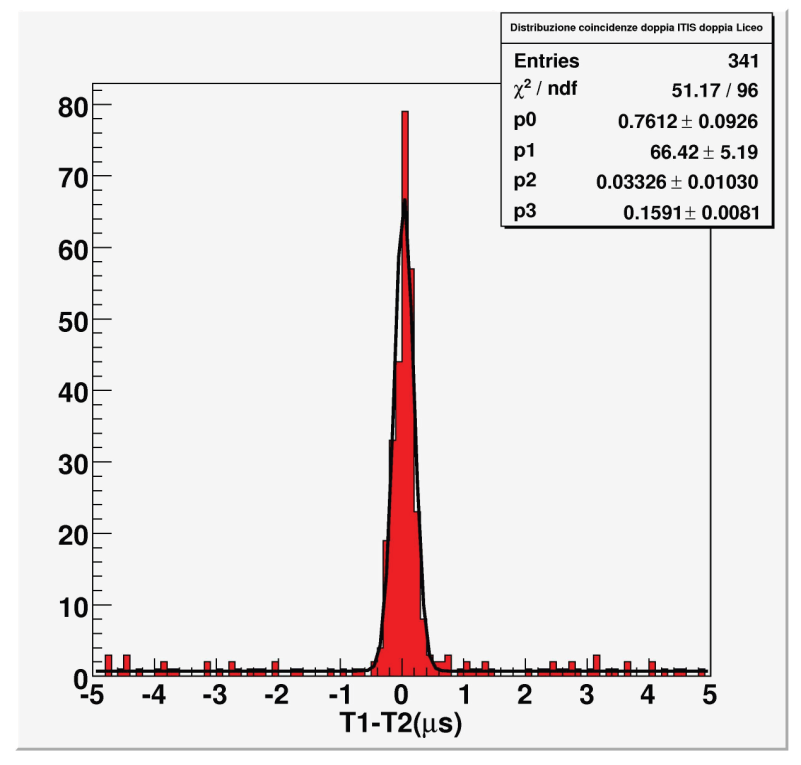 Distribuzione coincidenze doppia ITIS doppia Liceo
Entries 341
χ² / ndf 51.17 / 96
p0 0.7612 ± 0.0926
p1 66.42 ± 5.19
p2 0.03326 ± 0.01030
p3 0.1591 ± 0.0081
80
70
60
50
40
30
20
10
0
-5 -4 -3 -2 -1 0 1 2 3 4 5
T1-T2(μs)